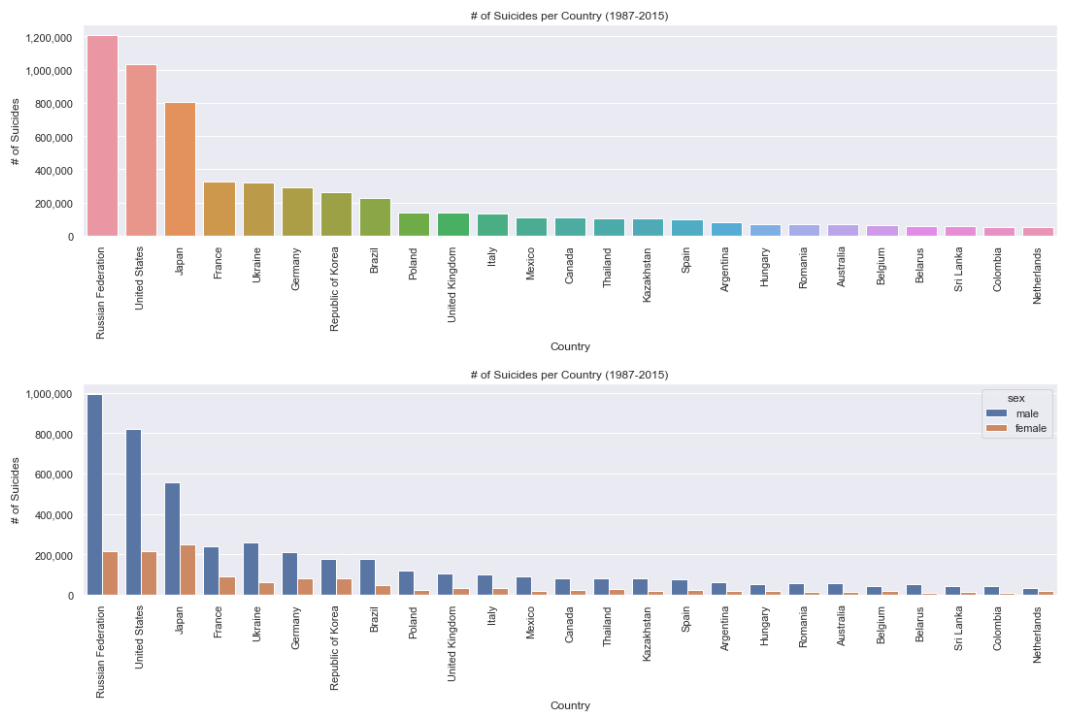 # of Suicides per Country (1987-2015)
# of Suicides
1,200,000
1,000,000
800,000
600,000
400,000
200,000
0
Russian Federation
United States
Japan
France
Ukraine
Germany
Republic of Korea
Brazil
Poland
United Kingdom
Italy
Mexico
Canada
Thailand
Kazakhstan
Spain
Argentina
Hungary
Romania
Australia
Belgium
Belarus
Sri Lanka
Colombia
Netherlands
Country
# of Suicides per Country (1987-2015)
# of Suicides
1,000,000
800,000
600,000
400,000
200,000
0
sex
male
female
Russian Federation
United States
Japan
France
Ukraine
Germany
Republic of Korea
Brazil
Poland
United Kingdom
Italy
Mexico
Canada
Thailand
Kazakhstan
Spain
Argentina
Hungary
Romania
Australia
Belgium
Belarus
Sri Lanka
Colombia
Netherlands
Country